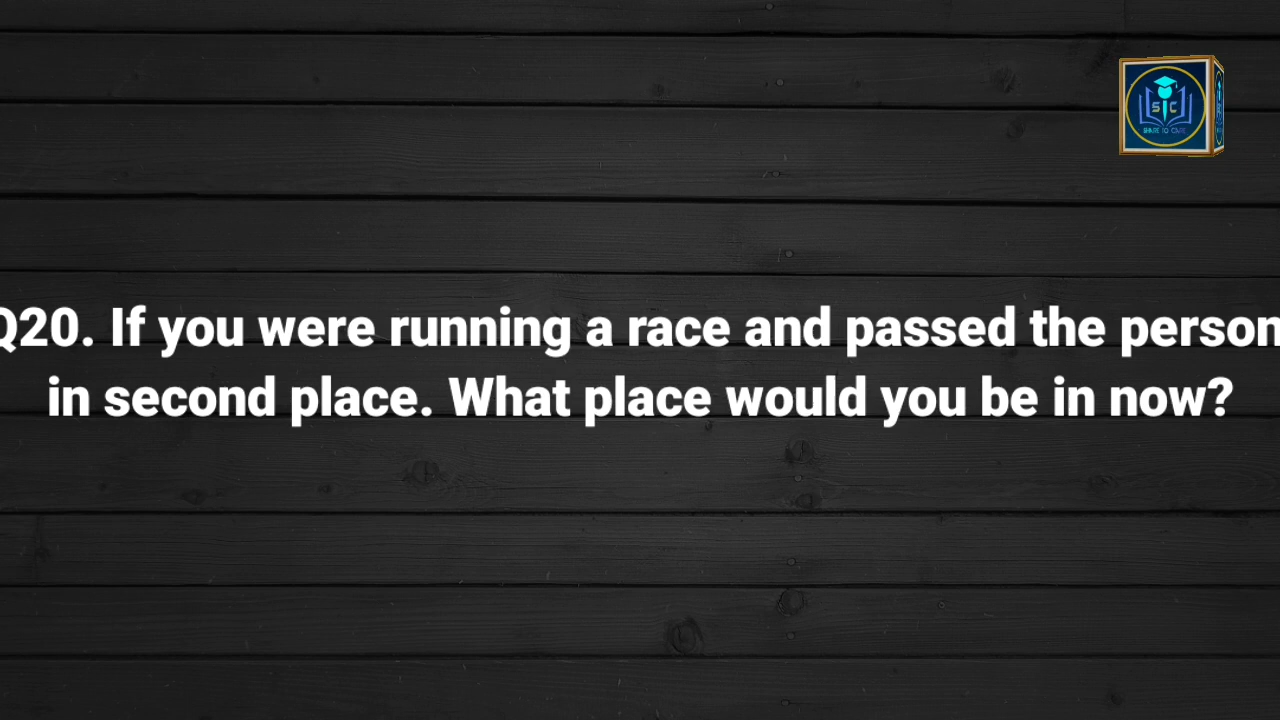 S C
Q20. If you were running a race and passed the person
in second place. What place would you be in now?